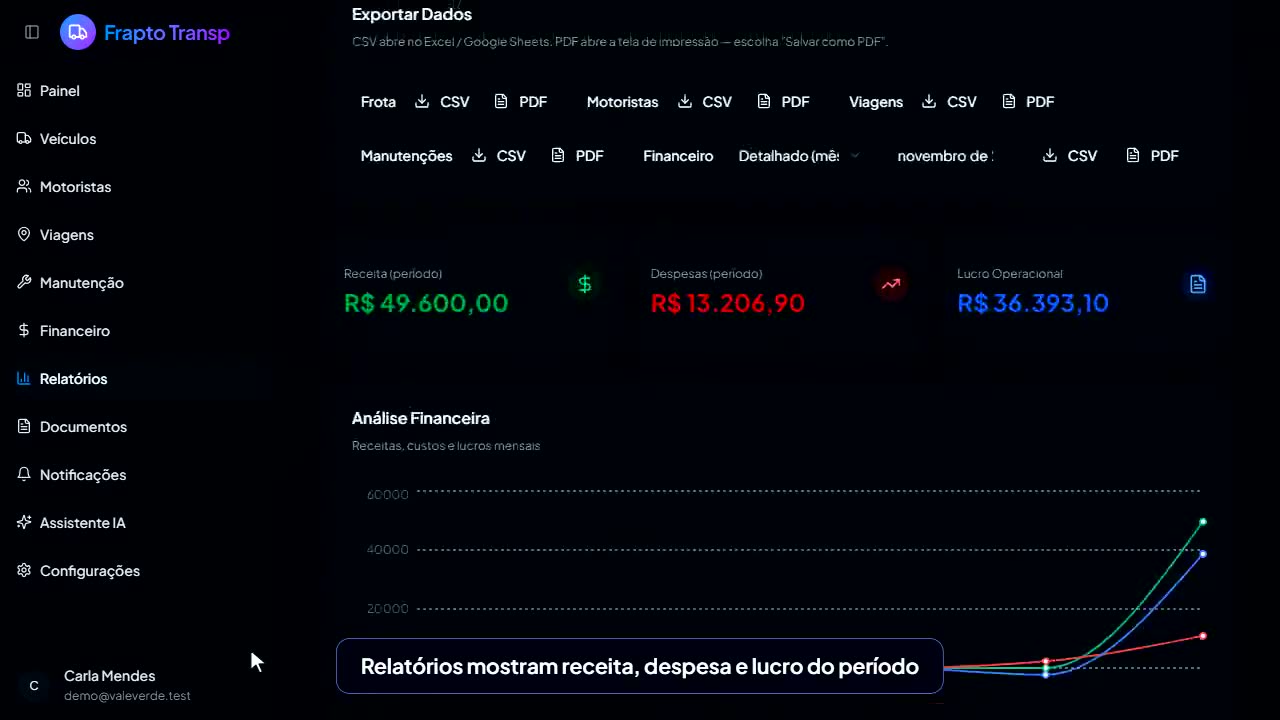 Frapto Transp
Painel
Veículos
Motoristas
Viagens
Manutenção
Financeiro
Relatórios
Documentos
Notificações
Assistente IA
Configurações
C
Carla Mendes
demo@valeverde.test
Exportar Dados
CSV abre no Excel / Google Sheets. PDF abre a tela de impressão — escolha "Salvar como PDF".
Frota CSV PDF Motoristas CSV PDF Viagens CSV PDF
Manutenções CSV PDF Financeiro Detalhado (mês novembro de CSV PDF
Receita (período) Despesas (período) Lucro Operacional
R$ 49.600,00 R$ 13.206,90 R$ 36.393,10
Análise Financeira
Receitas, custos e lucros mensais
60000
40000
20000
Relatórios mostram receita, despesa e lucro do período